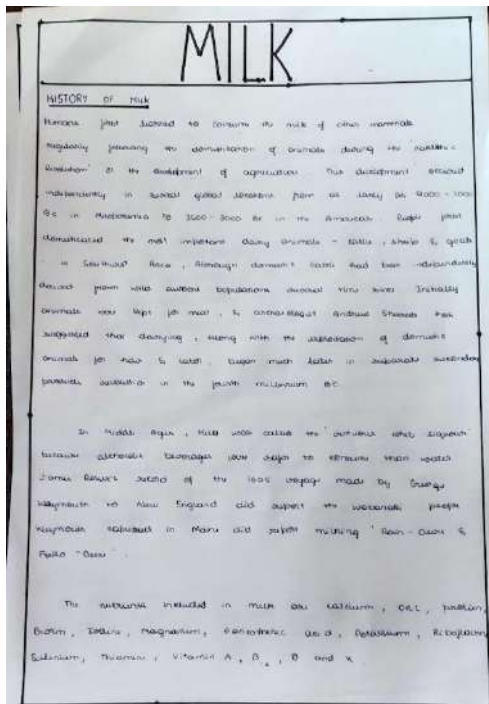 MILK
HISTORY OF Milk
Humans first learned to consume the milk of other mammals
regularly following the domestication of animals during the
Revolution the development of agriculture. This development occured
independently in several global locations from as early as 9000 - 7000
BC in Mesopotamia to 3500 - 3000 BC in the Americas. People first
domesticated the most important dairy animals - cattle, sheep & goats
in Southwest Asia, Although domestic cattle had been independently
derived from wild populations several times since Initially
animals were kept for meat, & archaeologist Andrew Sherratt has
suggested that dairying, along with the exploitation of domestic
animals for hair & labor, began much later in separate secondary
products revolution in the fourth millennium BC.
In Middle Ages, Milk was called the virtuous white liquor
because alcoholic beverages were safer to consume than water
James Rosier's record of the 1605 voyage made by George
Weymouth to New England did report the people
Weymouth captured in Maine did report milking "Rain - Deere &
Fallo - Deere".
The nutrients included in milk are calcium, protein,
Biotin, Iodine, magnesium, Pantothenic acid, Potassium, Riboflavin
Selenium, Thiamine, Vitamin A, B, D and K